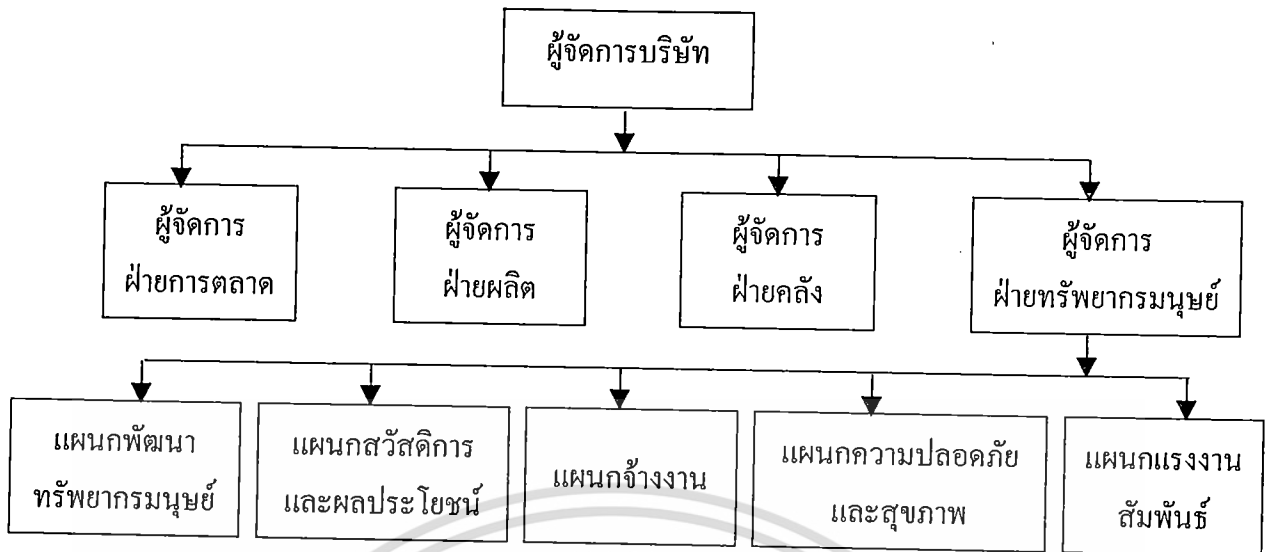 ผู้จัดการบริษัท
ผู้จัดการ
ฝ่ายการตลาด
ผู้จัดการ
ฝ่ายผลิต
ผู้จัดการ
ฝ่ายคลัง
ผู้จัดการ
ฝ่ายทรัพยากรมนุษย์
แผนกพัฒนา
ทรัพยากรมนุษย์
แผนกสวัสดิการ
และผลประโยชน์
แผนกจ้างงาน
แผนกความปลอดภัย
และสุขภาพ
แผนกแรงงาน
สัมพันธ์